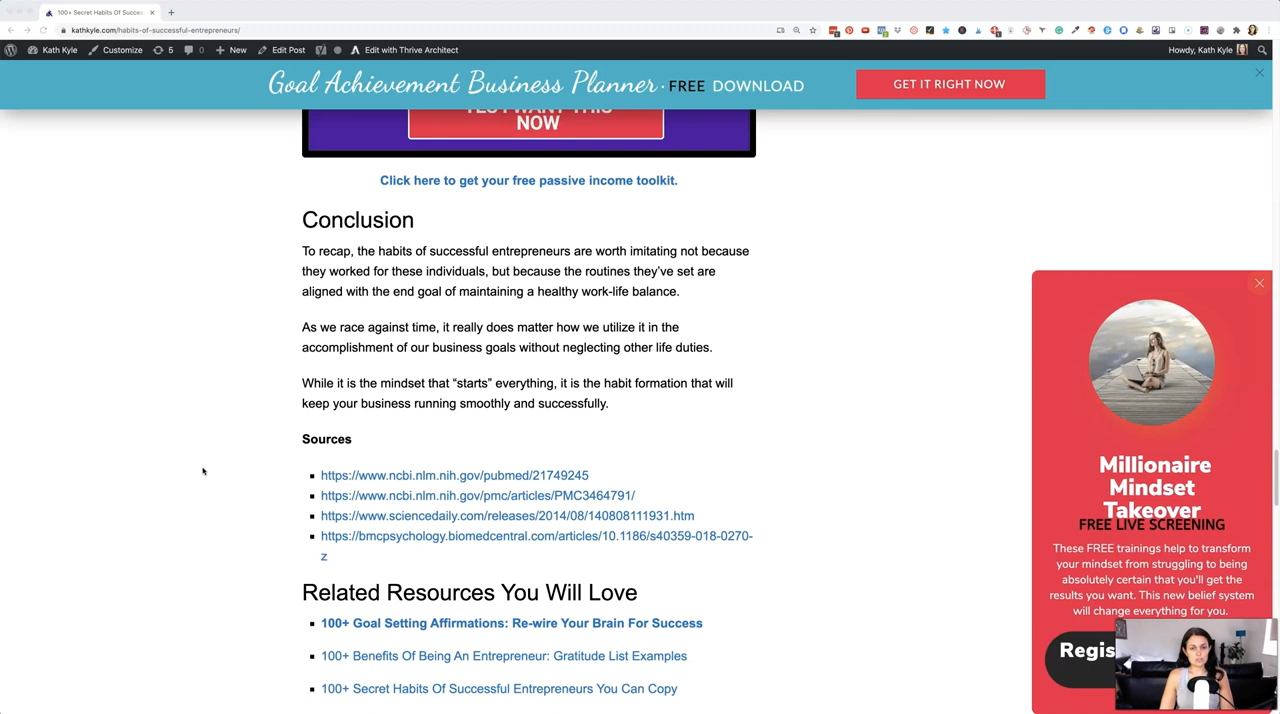 100+ Secret Habits Of Succes
kathkyle.com/habits-of-successful-entrepreneurs/
Kath Kyle Customize 5 0 New Edit Post Edit with Thrive Architect Howdy, Kath Kyle
Goal Achievement Business Planner · FREE DOWNLOAD GET IT RIGHT NOW
YES I WANT THIS
NOW
Click here to get your free passive income toolkit.
Conclusion
To recap, the habits of successful entrepreneurs are worth imitating not because
they worked for these individuals, but because the routines they’ve set are
aligned with the end goal of maintaining a healthy work-life balance.
As we race against time, it really does matter how we utilize it in the
accomplishment of our business goals without neglecting other life duties.
While it is the mindset that “starts” everything, it is the habit formation that will
keep your business running smoothly and successfully.
Sources
https://www.ncbi.nlm.nih.gov/pubmed/21749245
https://www.ncbi.nlm.nih.gov/pmc/articles/PMC3464791/
https://www.sciencedaily.com/releases/2014/08/140808111931.htm
https://bmcpsychology.biomedcentral.com/articles/10.1186/s40359-018-0270-
z
Related Resources You Will Love
100+ Goal Setting Affirmations: Re-wire Your Brain For Success
100+ Benefits Of Being An Entrepreneur: Gratitude List Examples
100+ Secret Habits Of Successful Entrepreneurs You Can Copy
Millionaire
Mindset
Takeover
FREE LIVE SCREENING
These FREE trainings help to transform
your mindset from struggling to being
absolutely certain that you'll get the
results you want. This new belief system
will change everything for you.
Regis